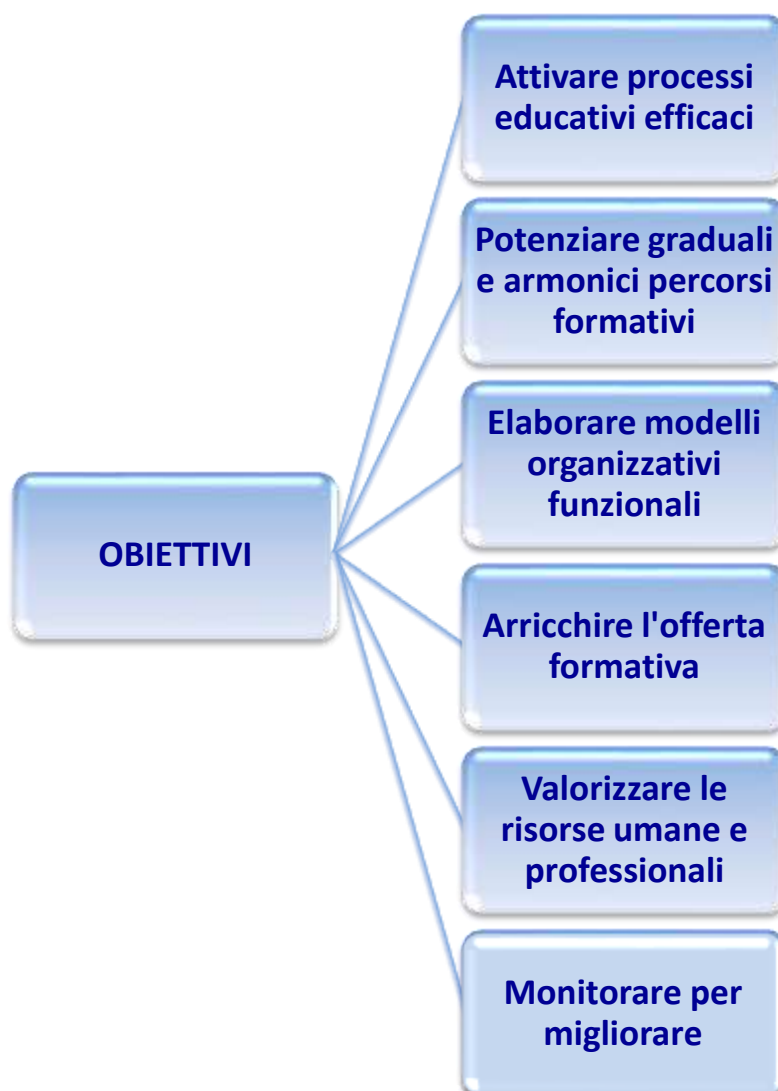 OBIETTIVI
Attivare processi
educativi efficaci
Potenziare graduali
e armonici percorsi
formativi
Elaborare modelli
organizzativi
funzionali
Arricchire l'offerta
formativa
Valorizzare le
risorse umane e
professionali
Monitorare per
migliorare